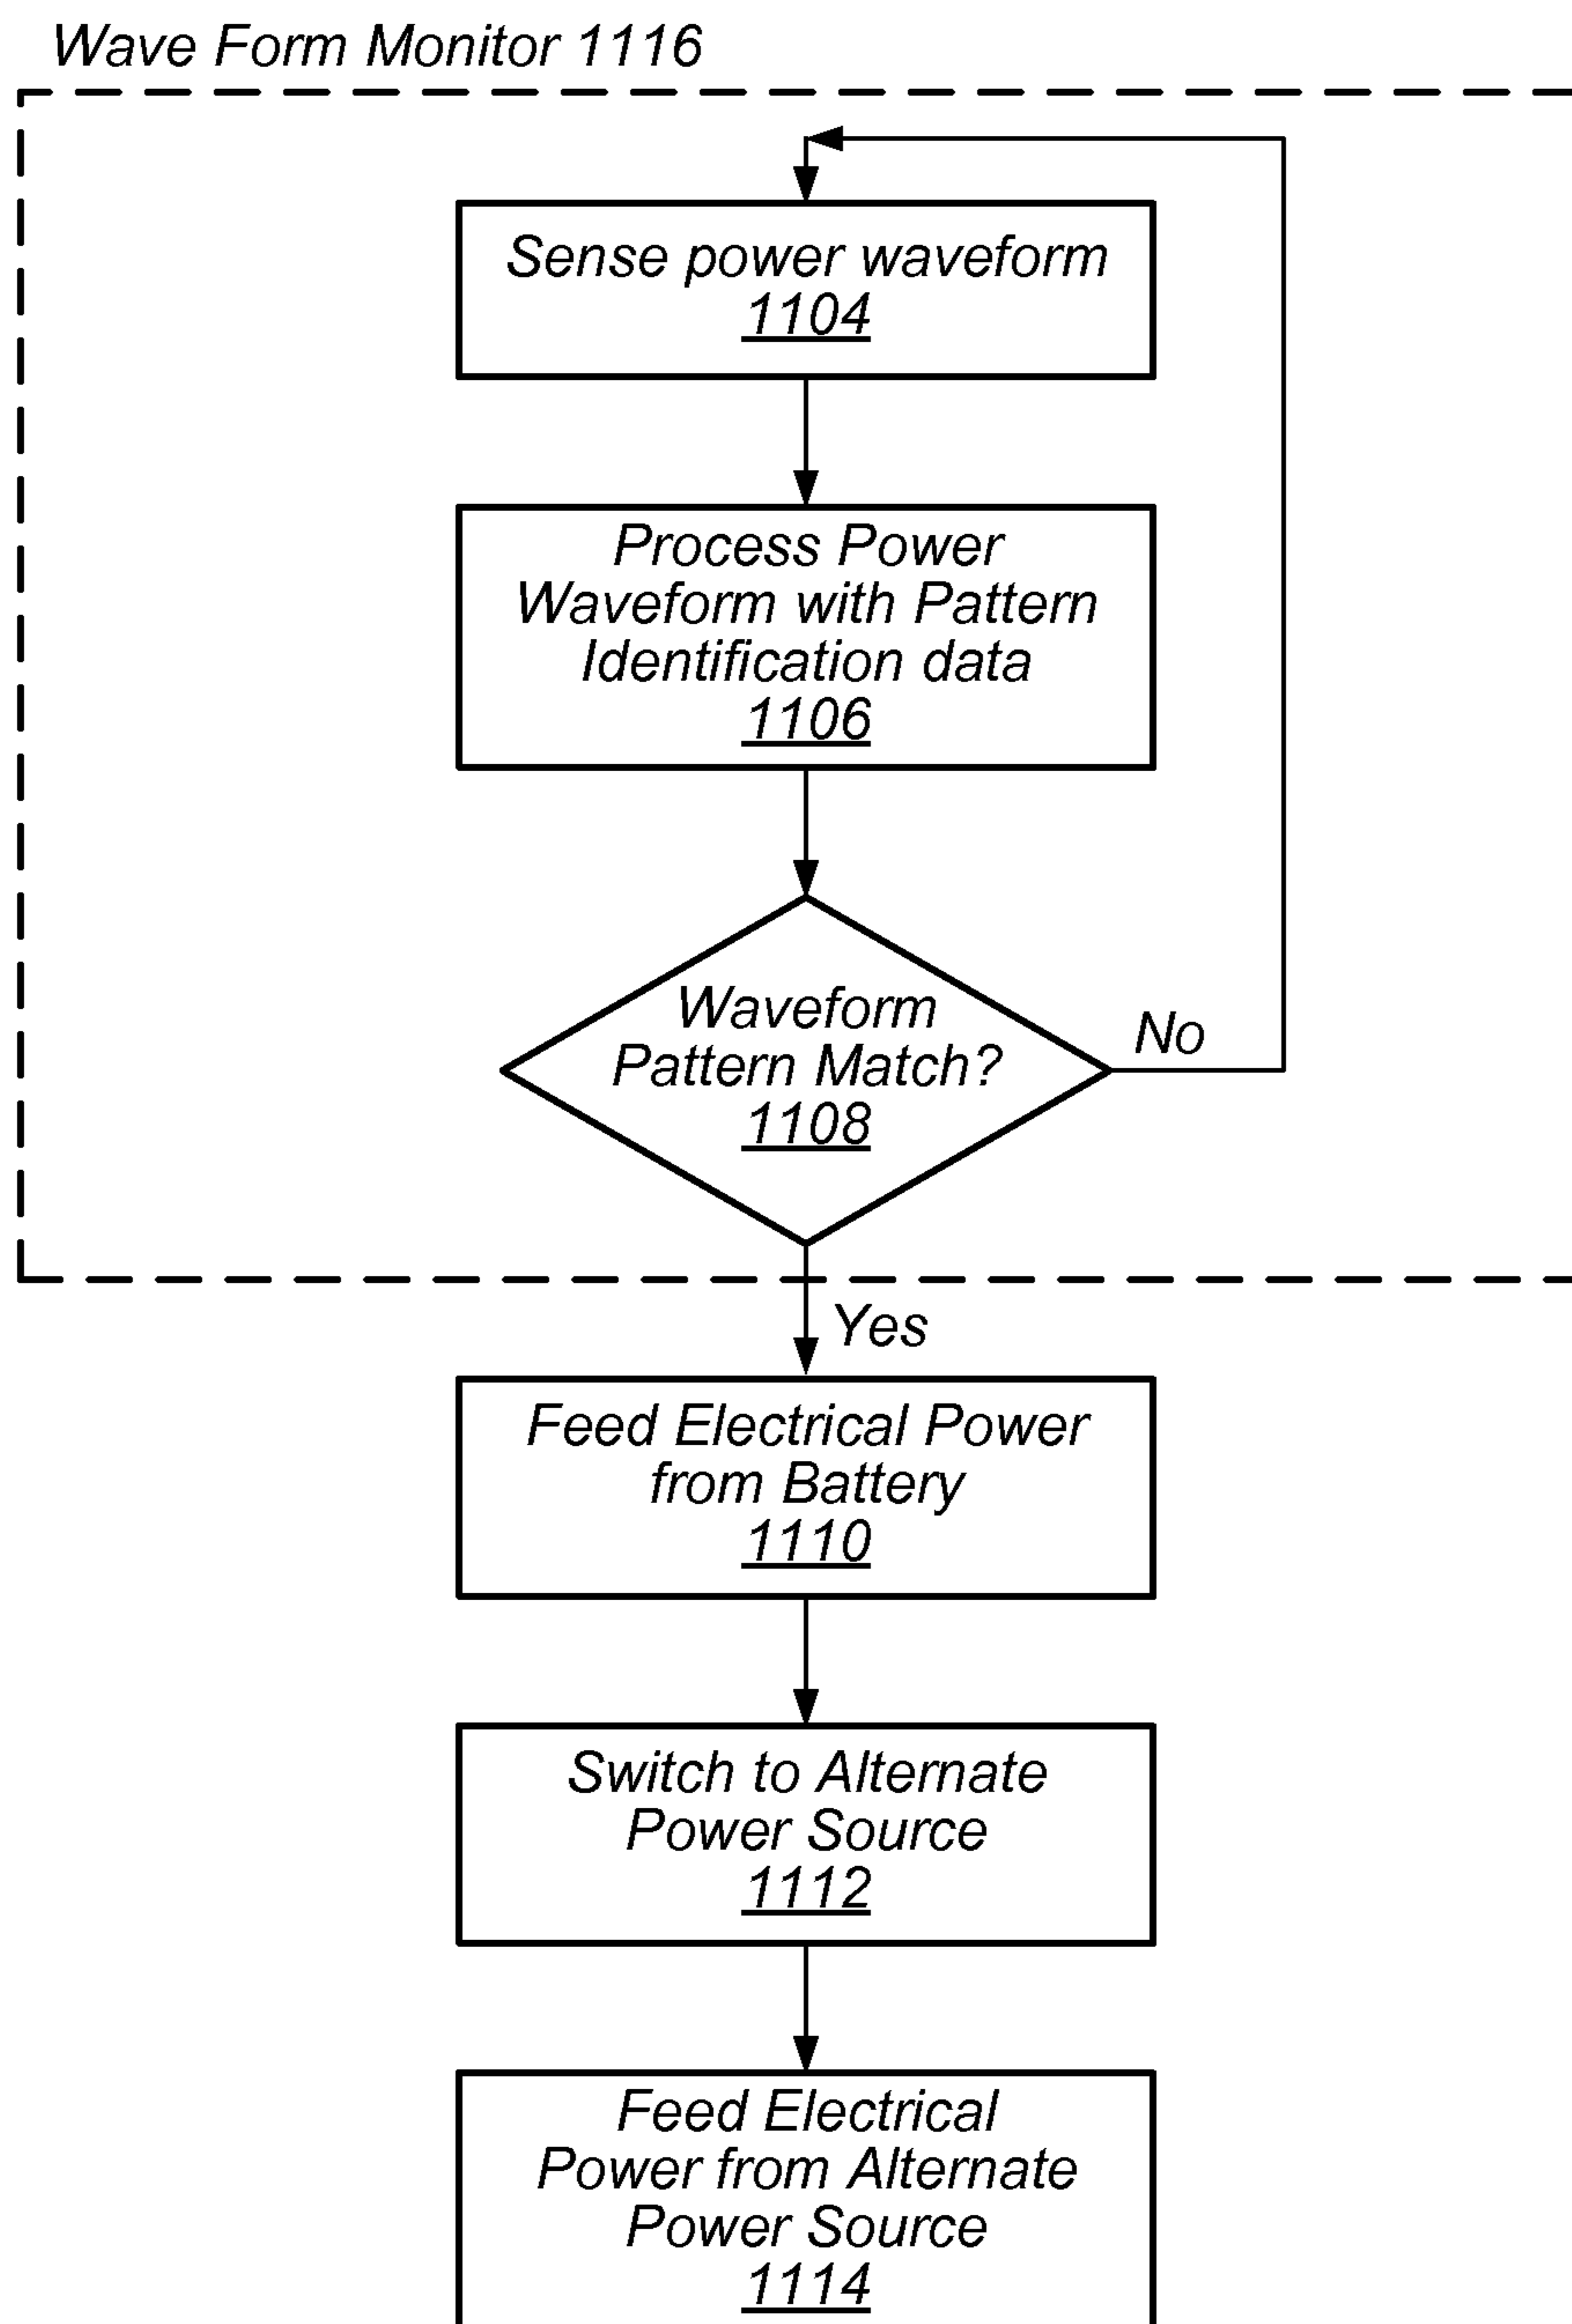 Wave Form Monitor 1116
Sense power waveform
1104
Process Power
Waveform with Pattern
Identification data
1106
Waveform
Pattern Match?
1108
No
Yes
Feed Electrical Power
from Battery
1110
Switch to Alternate
Power Source
1112
Feed Electrical
Power from Alternate
Power Source
1114